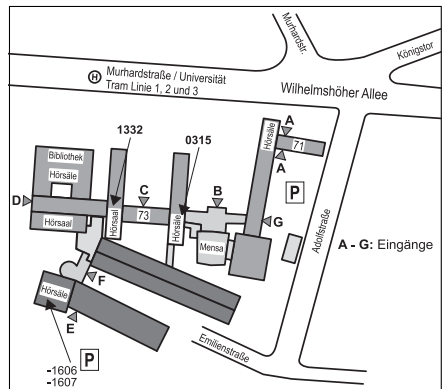 Murhardstr.
Königstor
H Murhardstraße / Universität
Tram Linie 1, 2 und 3
Wilhelmshöher Allee
A
1332
0315
Hörsäle
71
Bibliothek
Hörsäle
A
C
B
P
D
Hörsaal
Hörsaal
73
Hörsäle
G
Mensa
Adolfstraße
A - G: Eingänge
F
Hörsäle
E
Emilienstraße
P
-1606
-1607